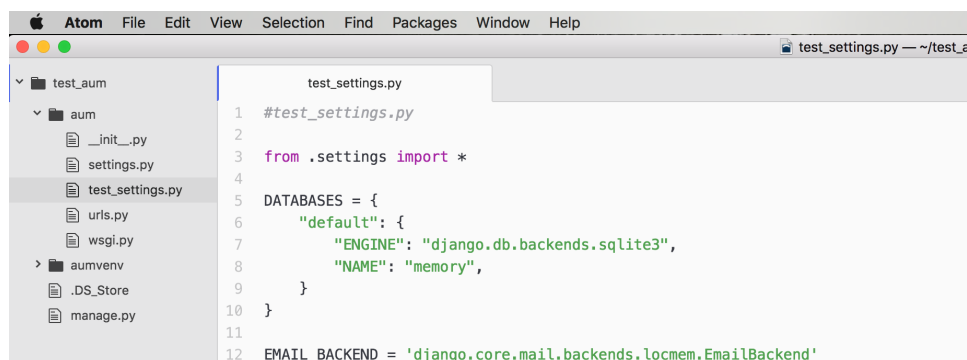 Atom File Edit View Selection Find Packages Window Help
test_settings.py — ~/test_a
test_aum
aum
__init__.py
settings.py
test_settings.py
urls.py
wsgi.py
aumvenv
.DS_Store
manage.py
test_settings.py
1 #test_settings.py
2
3 from .settings import *
4
5 DATABASES = {
6     "default": {
7         "ENGINE": "django.db.backends.sqlite3",
8         "NAME": "memory",
9     }
10 }
11
12 EMAIL_BACKEND = 'django.core.mail.backends.locmem.EmailBackend'